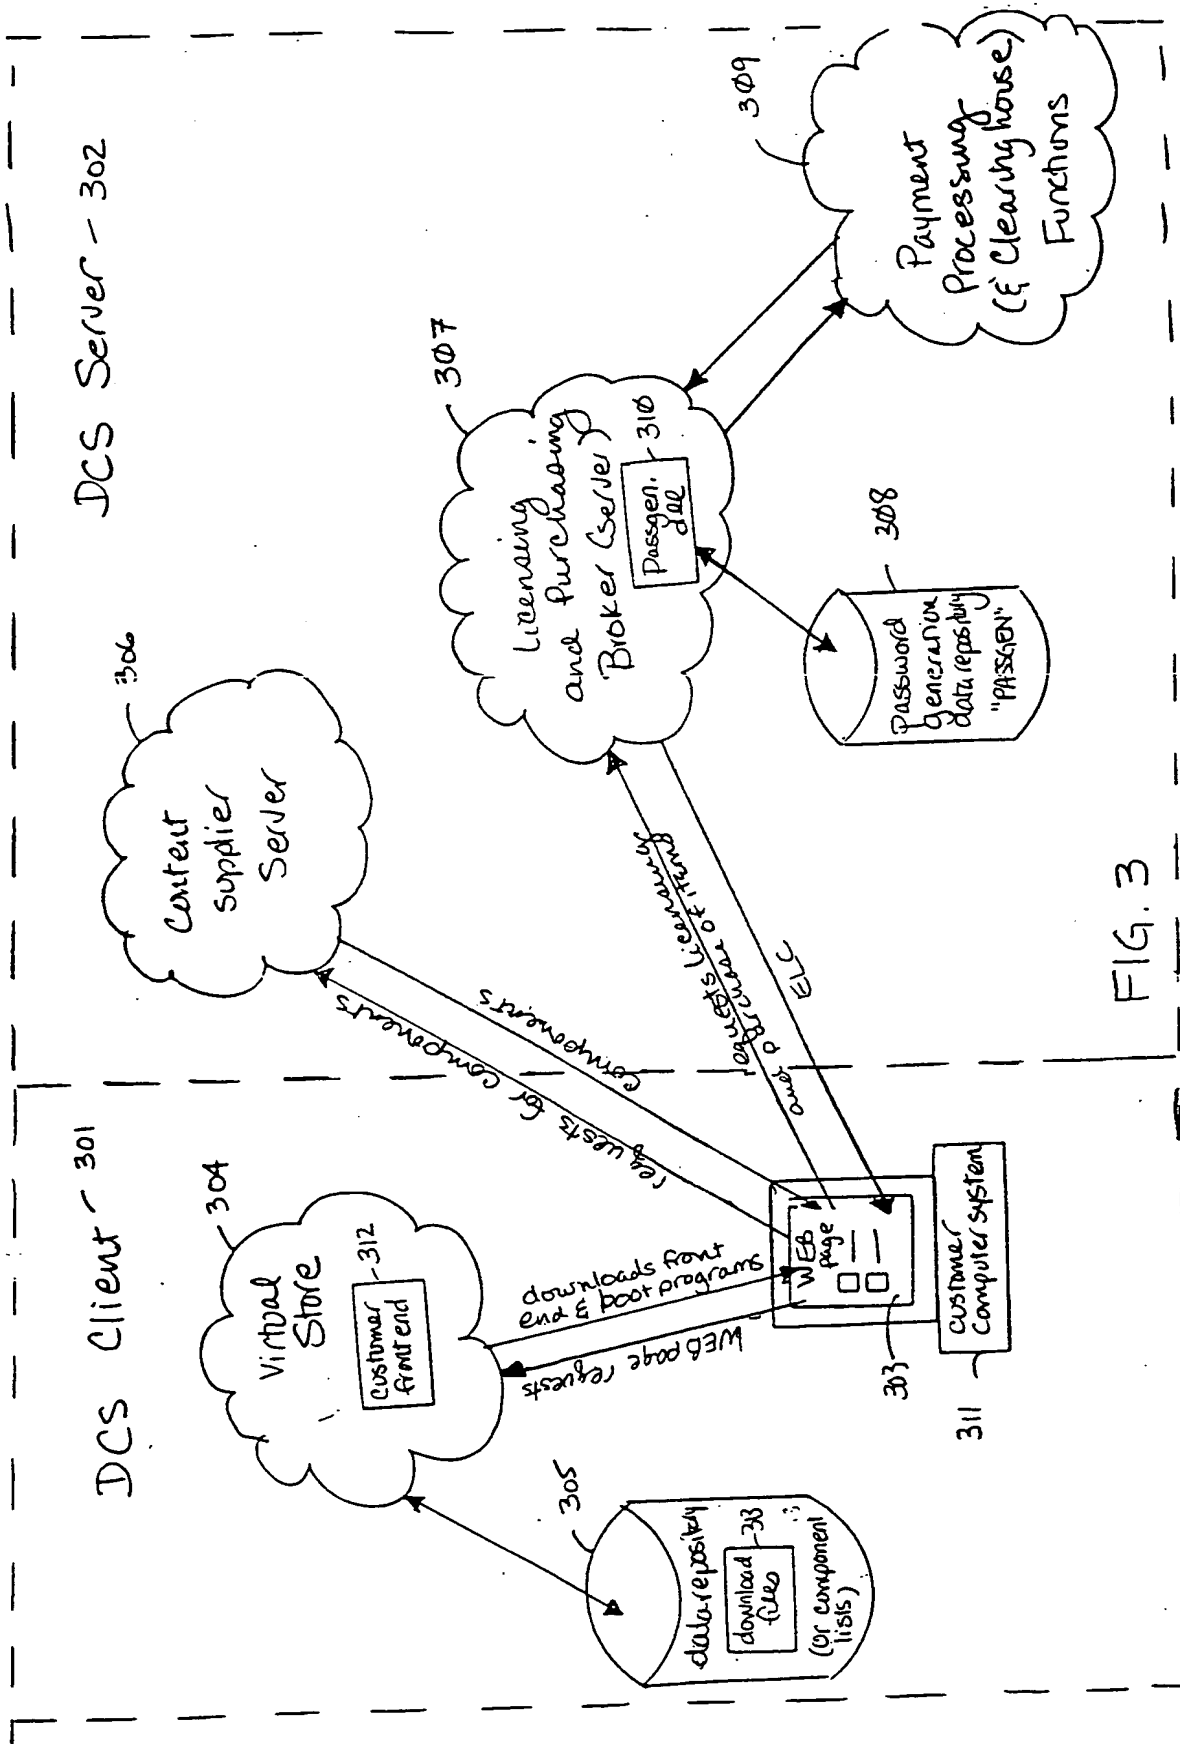 DCS Client 301
304
Virtual
Store
customer
frontend
312
305
data repository
download
files
313
(or component
lists)
downloads front
end & boot programs
WEB page requests
WEB
page
303
customer
Computer system
311
requests for components
components
requests licensing
and purchase of items
ELC
DCS Server - 302
306
Content
Supplier
Server
307
Licensing
and Purchasing
Broker (server)
Passgen.
dll
310
308
Password
generation
data repository
"PASSGEN"
309
Payment
Processing
(& Clearinghouse)
Functions
FIG. 3